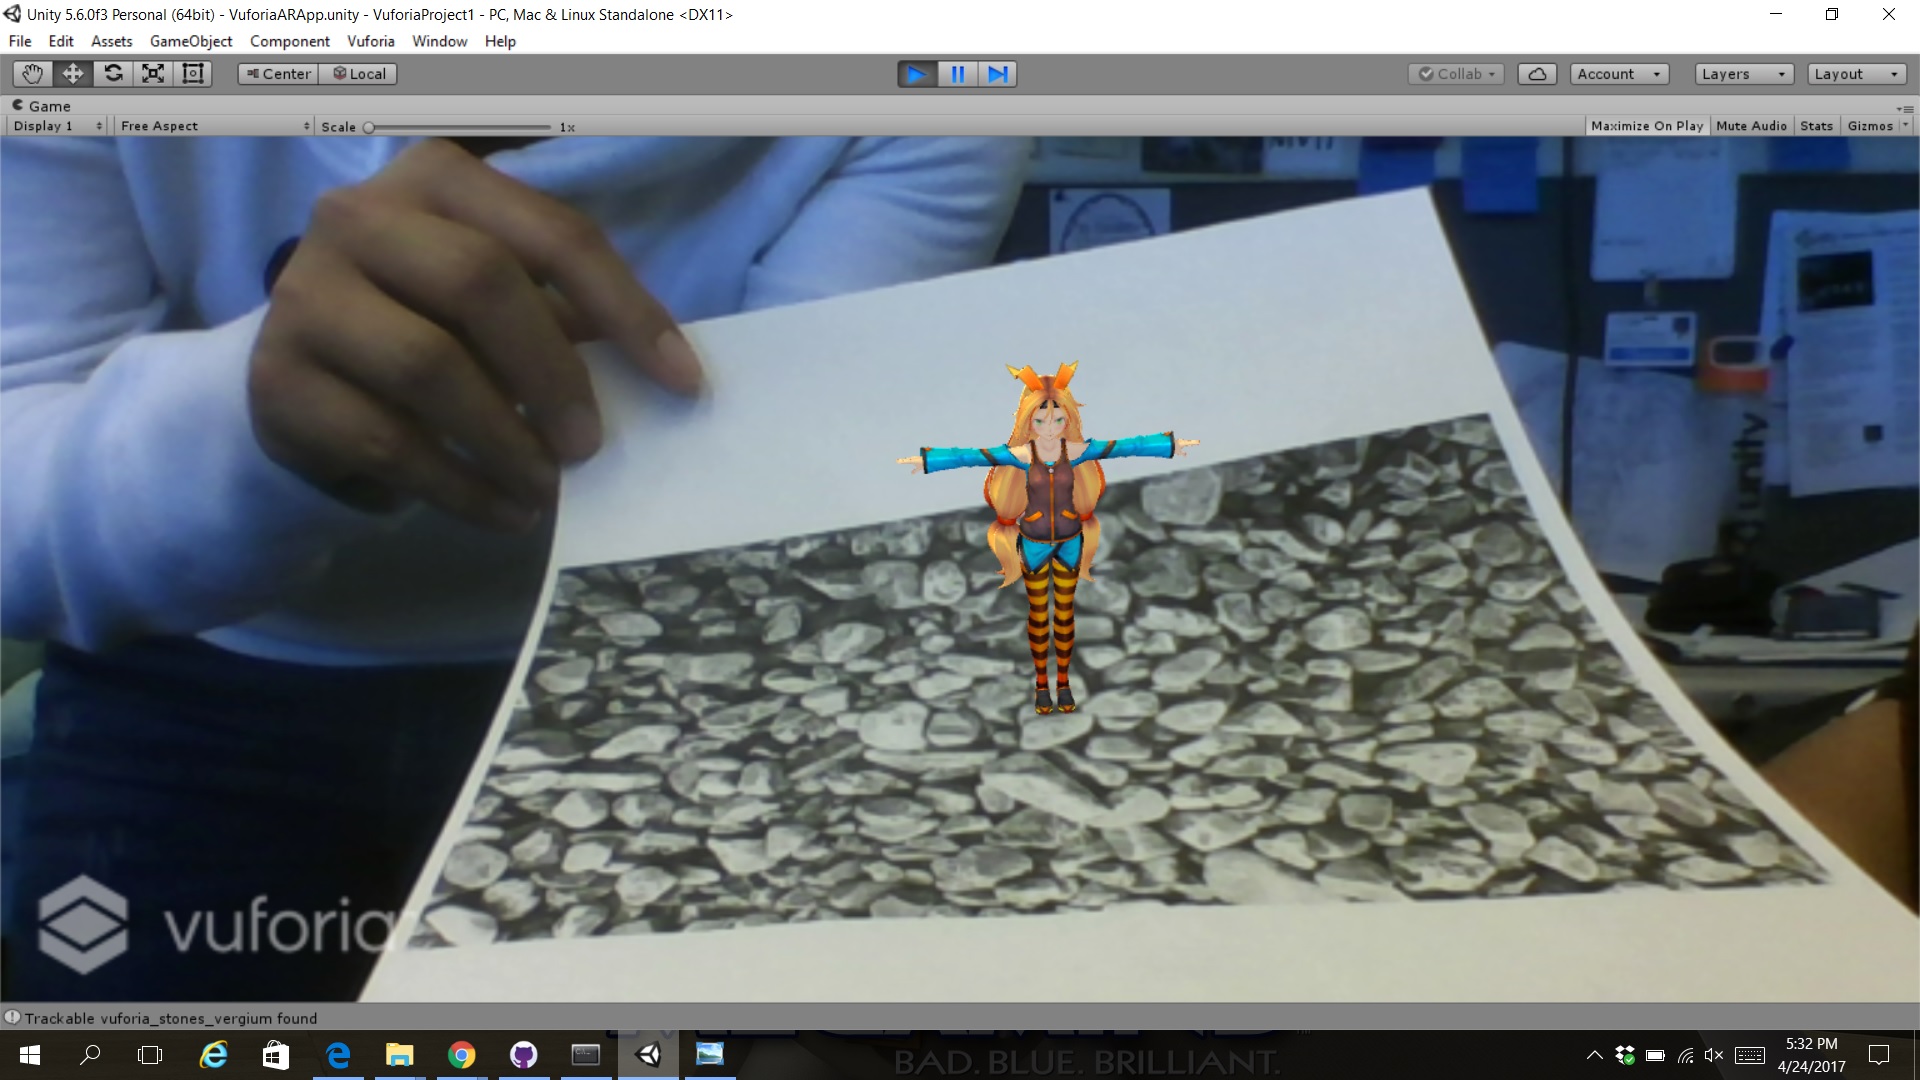 Unity 5.6.0f3 Personal (64bit) - VuforiaARApp.unity - VuforiaProject1 - PC, Mac & Linux Standalone <DX11>
File Edit Assets GameObject Component Vuforia Window Help
Center Local Collab Account Layers Layout
Game
Display 1 Free Aspect Scale 1x Maximize On Play Mute Audio Stats Gizmos
unity
vuforia
Trackable vuforia_stones_vergium found
BAD. BLUE. BRILLIANT.
5:32 PM
4/24/2017